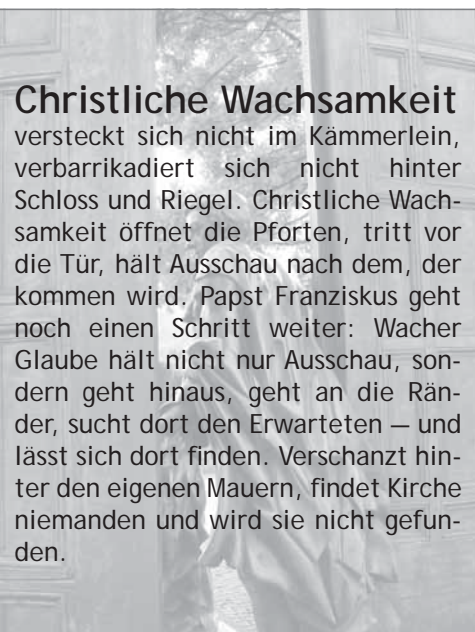 Christliche Wachsamkeit
versteckt sich nicht im Kämmerlein,
verbarrikadiert sich nicht hinter
Schloss und Riegel. Christliche Wach-
samkeit öffnet die Pforten, tritt vor
die Tür, hält Ausschau nach dem, der
kommen wird. Papst Franziskus geht
noch einen Schritt weiter: Wacher
Glaube hält nicht nur Ausschau, son-
dern geht hinaus, geht an die Rän-
der, sucht dort den Erwarteten — und
lässt sich dort finden. Verschanzt hin-
ter den eigenen Mauern, findet Kirche
niemanden und wird sie nicht gefun-
den.